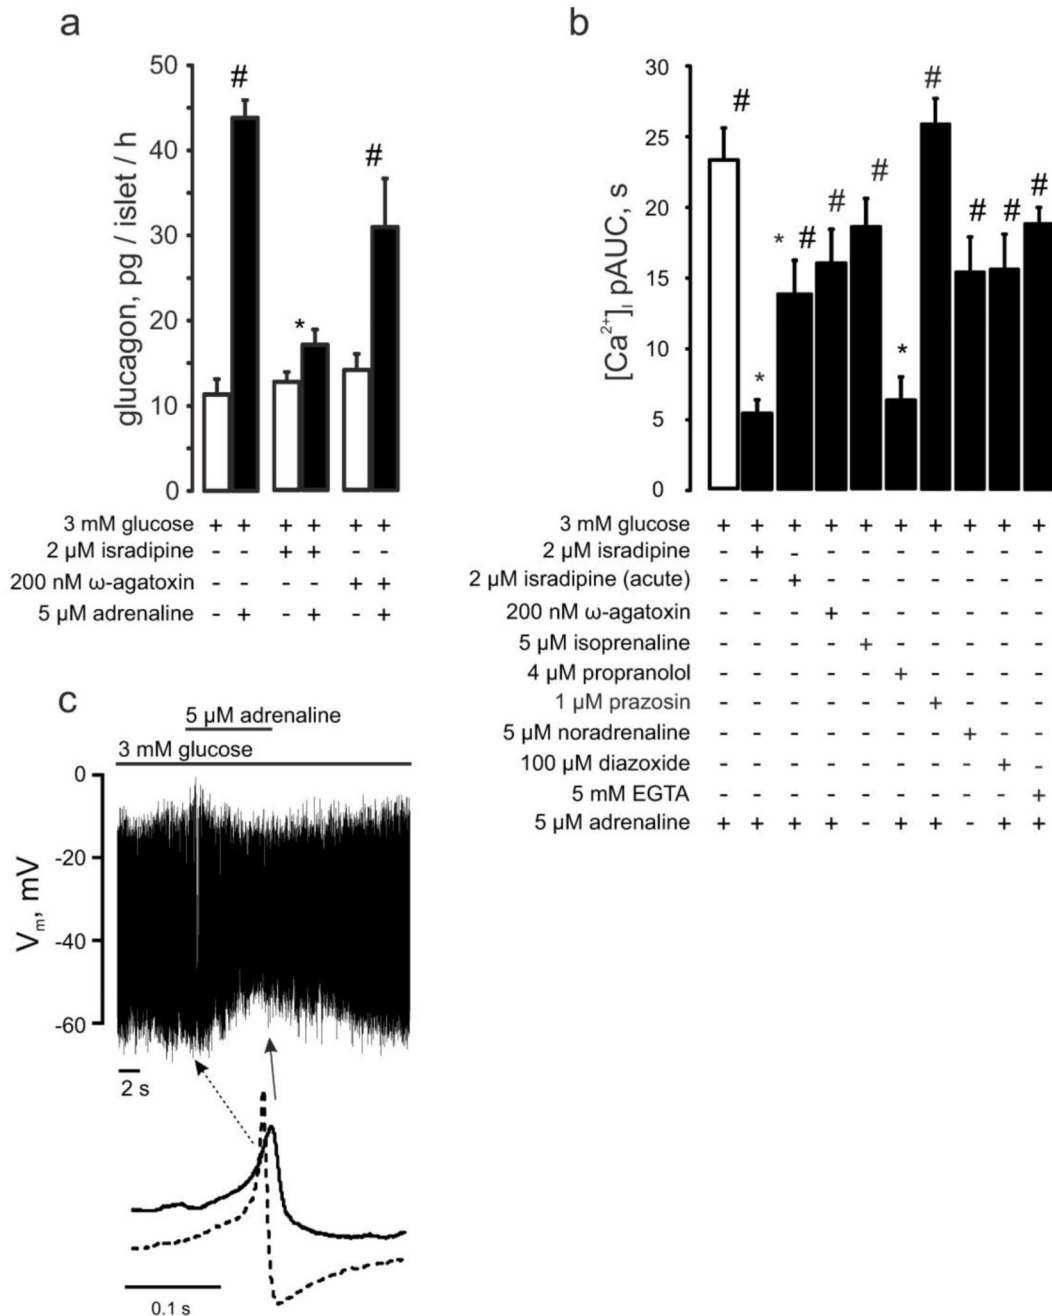 a
50
40
30
20
10
0
glucagon, pg / islet / h
#
*
#
3 mM glucose + + + + + +
2 µM isradipine - - + + - -
200 nM ω-agatoxin - - - - + +
5 µM adrenaline - + - + - +
b
30
25
20
15
10
5
0
[Ca²⁺]ᵢ pAUC, s
#
*
* #
#
#
*
#
#
#
#
3 mM glucose + + + + + + + + + +
2 µM isradipine - + - - - - - - - -
2 µM isradipine (acute) - - + - - - - - - -
200 nM ω-agatoxin - - - + - - - - - -
5 µM isoprenaline - - - - + - - - - -
4 µM propranolol - - - - - + - - - -
1 µM prazosin - - - - - - + - - -
5 µM noradrenaline - - - - - - - + - -
100 µM diazoxide - - - - - - - - + -
5 mM EGTA - - - - - - - - - +
5 µM adrenaline + + + + - + + - + +
c
5 µM adrenaline
3 mM glucose
0
-20
-40
-60
Vₘ, mV
2 s
0.1 s